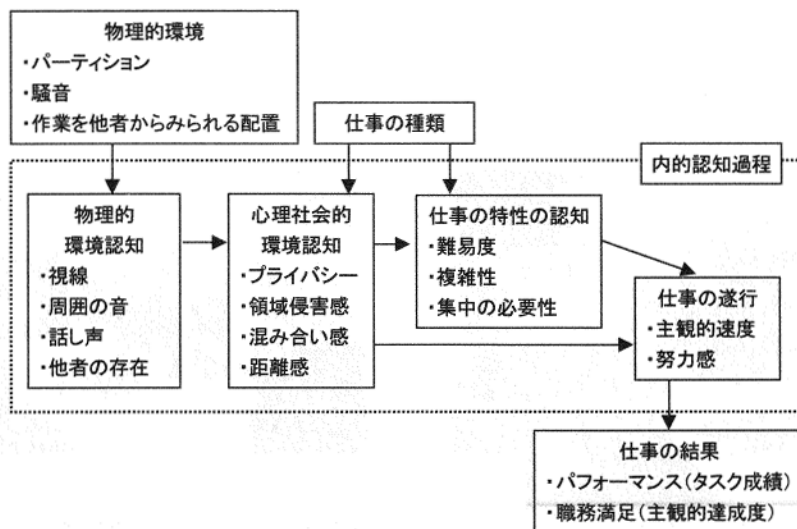 物理的環境
・パーティション
・騒音
・作業を他者からみられる配置
仕事の種類
内的認知過程
物理的
環境認知
・視線
・周囲の音
・話し声
・他者の存在
心理社会的
環境認知
・プライバシー
・領域侵害感
・混み合い感
・距離感
仕事の特性の認知
・難易度
・複雑性
・集中の必要性
仕事の遂行
・主観的速度
・努力感
仕事の結果
・パフォーマンス(タスク成績)
・職務満足(主観的達成度)